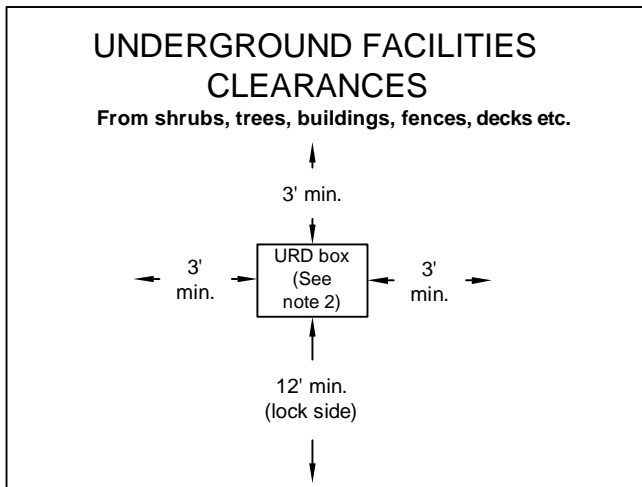 UNDERGROUND FACILITIES
CLEARANCES
From shrubs, trees, buildings, fences, decks etc.
3' min.
3'
min.
URD box
(See
note 2)
3'
min.
12' min.
(lock side)